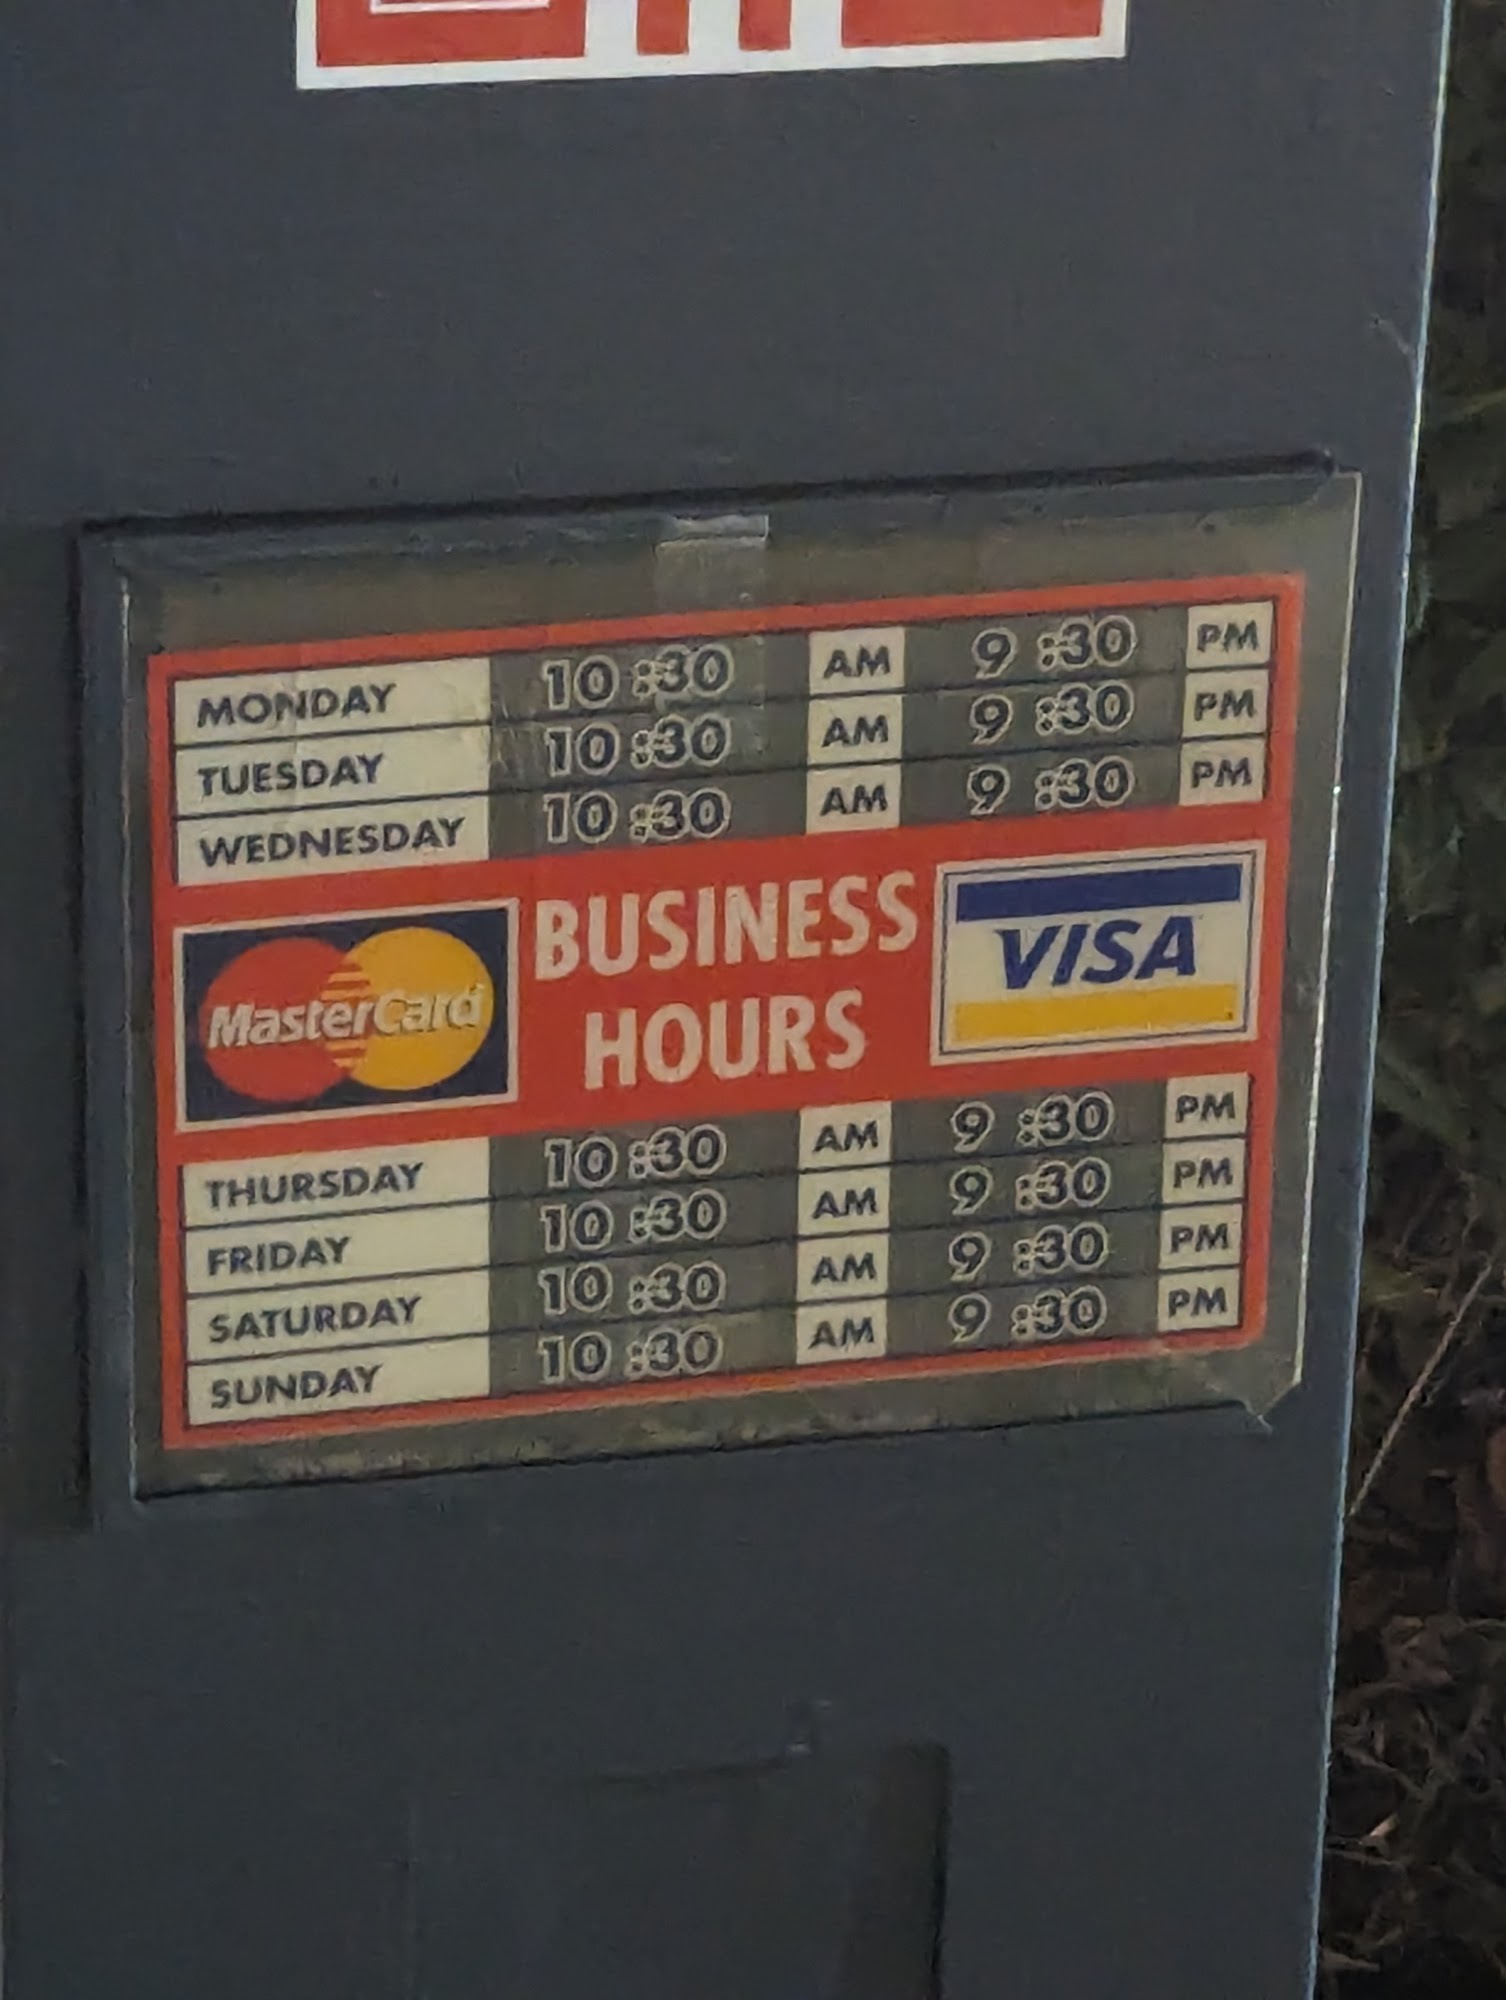 MONDAY 10:30 AM 9:30 PM
TUESDAY 10:30 AM 9:30 PM
WEDNESDAY 10:30 AM 9:30 PM
MasterCard
BUSINESS
HOURS
VISA
THURSDAY 10:30 AM 9:30 PM
FRIDAY 10:30 AM 9:30 PM
SATURDAY 10:30 AM 9:30 PM
SUNDAY 10:30 AM 9:30 PM